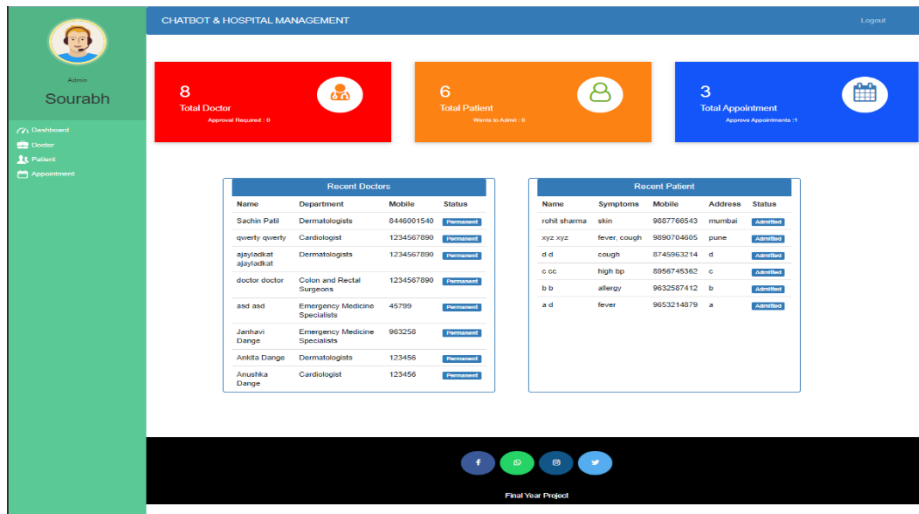 CHATBOT & HOSPITAL MANAGEMENT
Logout
Admin
Sourabh
Dashboard
Doctor
Patient
Appointment
8
Total Doctor
Approval Required : 0
6
Total Patient
Wants to Admit : 0
3
Total Appointment
Approve Appointments :1
Recent Doctors
Name Department Mobile Status
Sachin Patil Dermatologists 8446001540 Permanent
qwerty qwerty Cardiologist 1234567890 Permanent
ajayladkat ajayladkat Dermatologists 1234567890 Permanent
doctor doctor Colon and Rectal Surgeons 1234567890 Permanent
asd asd Emergency Medicine Specialists 45799 Permanent
Janhavi Dange Emergency Medicine Specialists 963258 Permanent
Ankita Dange Dermatologists 123456 Permanent
Anushka Dange Cardiologist 123456 Permanent
Recent Patient
Name Symptoms Mobile Address Status
rohit sharma skin 9887766543 mumbai Admitted
xyz xyz fever, cough 9890704605 pune Admitted
d d cough 8745963214 d Admitted
c cc high bp 8956745362 c Admitted
b b allergy 9632587412 b Admitted
a d fever 9653214879 a Admitted
Final Year Project